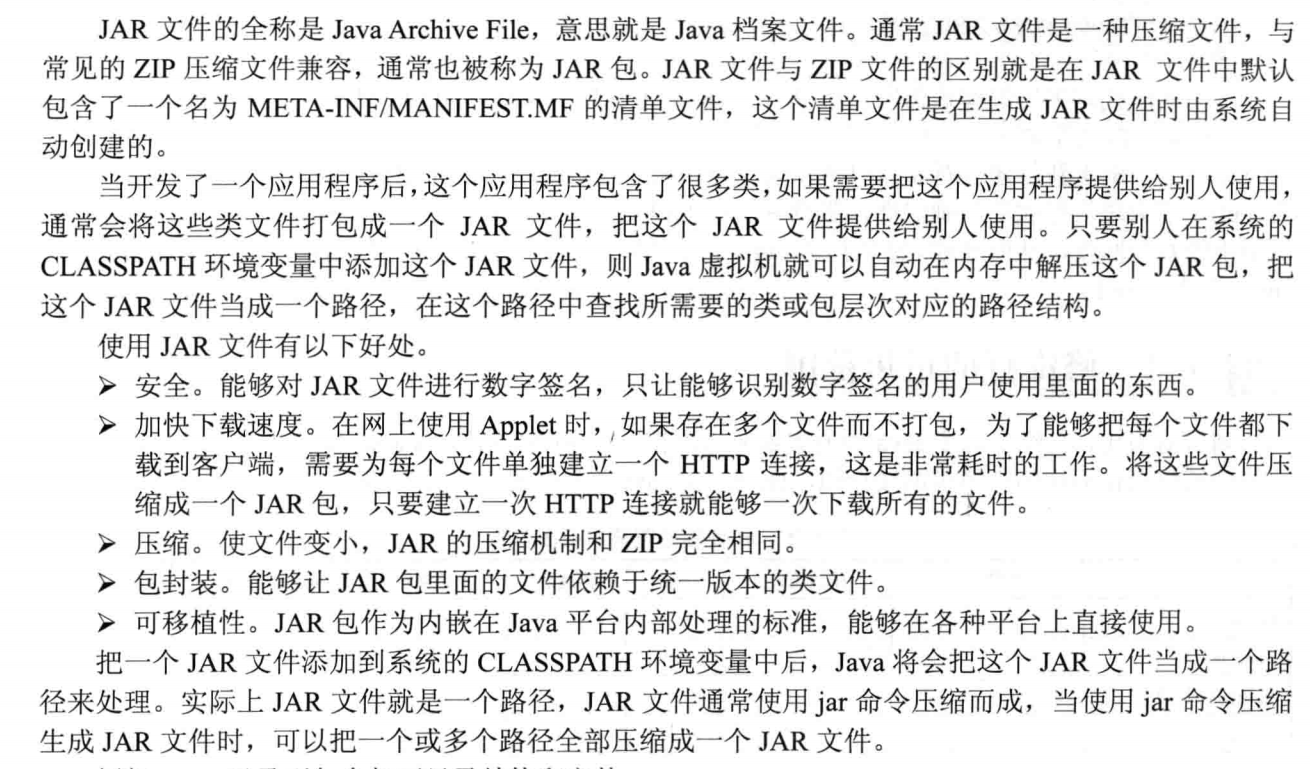 JAR 文件的全称是 Java Archive File，意思就是 Java 档案文件。通常 JAR 文件是一种压缩文件，与
常见的 ZIP 压缩文件兼容，通常也被称为 JAR 包。JAR 文件与 ZIP 文件的区别就是在 JAR 文件中默认
包含了一个名为 META-INF/MANIFEST.MF 的清单文件，这个清单文件是在生成 JAR 文件时由系统自
动创建的。
当开发了一个应用程序后，这个应用程序包含了很多类，如果需要把这个应用程序提供给别人使用，
通常会将这些类文件打包成一个 JAR 文件，把这个 JAR 文件提供给别人使用。只要别人在系统的
CLASSPATH 环境变量中添加这个 JAR 文件，则 Java 虚拟机就可以自动在内存中解压这个 JAR 包，把
这个 JAR 文件当成一个路径，在这个路径中查找所需要的类或包层次对应的路径结构。
使用 JAR 文件有以下好处。
➢ 安全。能够对 JAR 文件进行数字签名，只让能够识别数字签名的用户使用里面的东西。
➢ 加快下载速度。在网上使用 Applet 时，如果存在多个文件而不打包，为了能够把每个文件都下
载到客户端，需要为每个文件单独建立一个 HTTP 连接，这是非常耗时的工作。将这些文件压
缩成一个 JAR 包，只要建立一次 HTTP 连接就能够一次下载所有的文件。
➢ 压缩。使文件变小，JAR 的压缩机制和 ZIP 完全相同。
➢ 包封装。能够让 JAR 包里面的文件依赖于统一版本的类文件。
➢ 可移植性。JAR 包作为内嵌在 Java 平台内部处理的标准，能够在各种平台上直接使用。
把一个 JAR 文件添加到系统的 CLASSPATH 环境变量中后，Java 将会把这个 JAR 文件当成一个路
径来处理。实际上 JAR 文件就是一个路径，JAR 文件通常使用 jar 命令压缩而成，当使用 jar 命令压缩
生成 JAR 文件时，可以把一个或多个路径全部压缩成一个 JAR 文件。